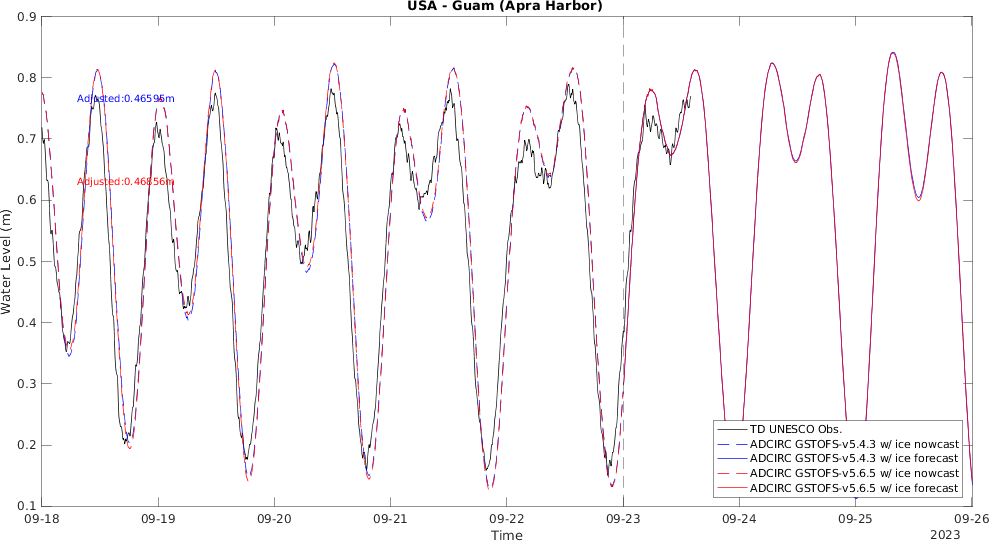 USA - Guam (Apra Harbor)
Water Level (m)
0.9
0.8
0.7
0.6
0.5
0.4
0.3
0.2
0.1
Adjusted:0.46595m
Adjusted:0.46856m
TD UNESCO Obs.
ADCIRC GSTOFS-v5.4.3 w/ ice nowcast
ADCIRC GSTOFS-v5.4.3 w/ ice forecast
ADCIRC GSTOFS-v5.6.5 w/ ice nowcast
ADCIRC GSTOFS-v5.6.5 w/ ice forecast
09-18 09-19 09-20 09-21 09-22 09-23 09-24 09-25 09-26
2023
Time